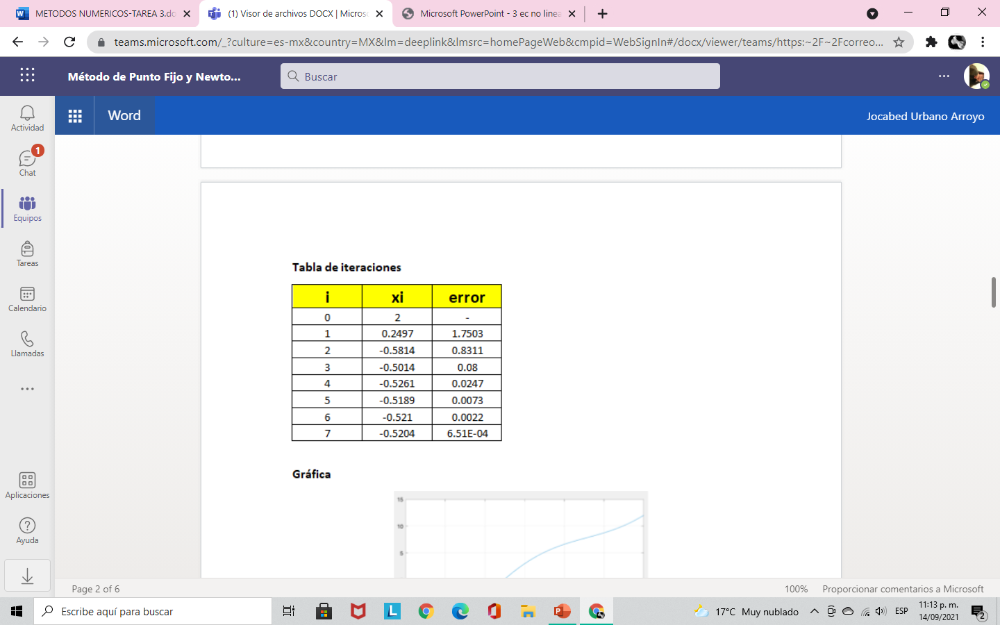 METODOS NUMERICOS-TAREA 3.do
(1) Visor de archivos DOCX | Micros
Microsoft PowerPoint - 3 ec no linea
teams.microsoft.com/_?culture=es-mx&country=MX&lm=deeplink&lmsrc=homePageWeb&cmpid=WebSignIn#/docx/viewer/teams/https:~2F~2Fcorreo...
Método de Punto Fijo y Newto...
Buscar
Word
Jocabed Urbano Arroyo
Actividad
1
Chat
Equipos
Tareas
Calendario
Llamadas
Aplicaciones
Ayuda
Tabla de iteraciones
i xi error
0 2 -
1 0.2497 1.7503
2 -0.5814 0.8311
3 -0.5014 0.08
4 -0.5261 0.0247
5 -0.5189 0.0073
6 -0.521 0.0022
7 -0.5204 6.51E-04
Gráfica
15
10
5
Page 2 of 6
100% Proporcionar comentarios a Microsoft
Escribe aquí para buscar
17°C Muy nublado
ESP
11:13 p. m.
14/09/2021
2